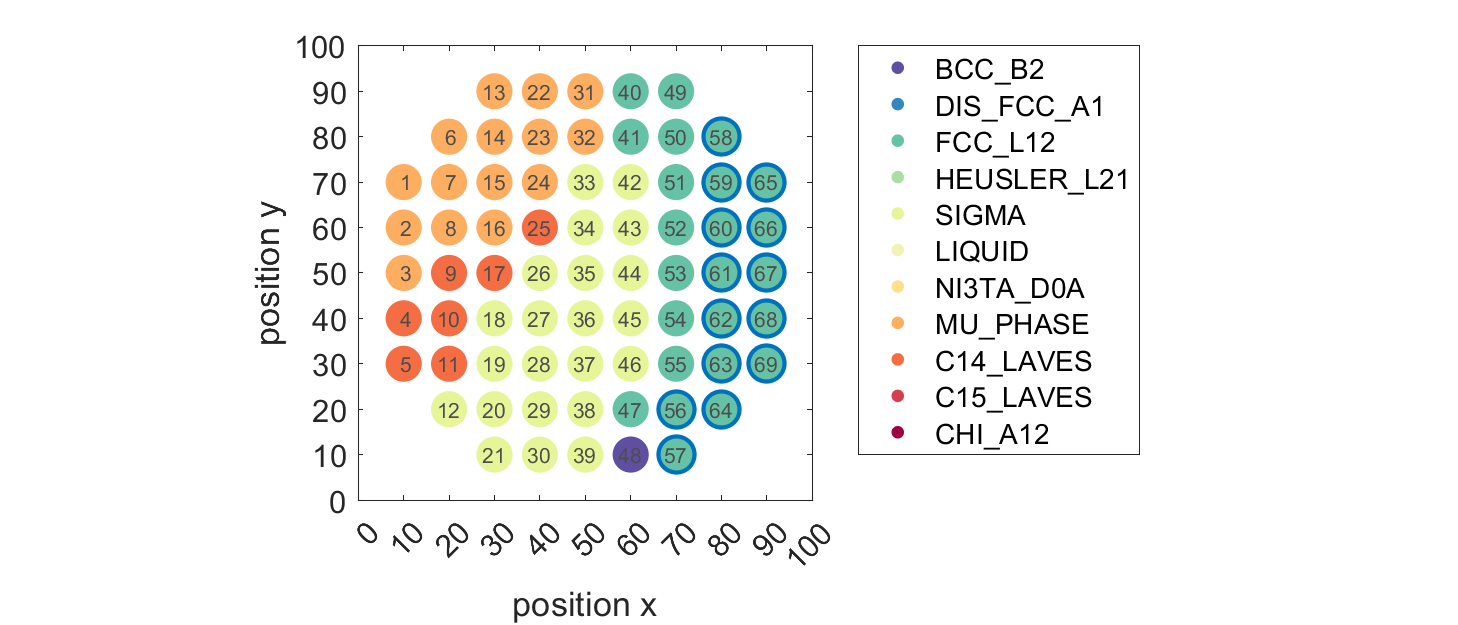 100
90
80
70
60
50
40
30
20
10
0
13 22 31 40 49
6 14 23 32 41 50 58
1 7 15 24 33 42 51 59 65
2 8 16 25 34 43 52 60 66
3 9 17 26 35 44 53 61 67
4 10 18 27 36 45 54 62 68
5 11 19 28 37 46 55 63 69
12 20 29 38 47 56 64
21 30 39 48 57
0 10 20 30 40 50 60 70 80 90 100
position x
position y
BCC_B2
DIS_FCC_A1
FCC_L12
HEUSLER_L21
SIGMA
LIQUID
NI3TA_D0A
MU_PHASE
C14_LAVES
C15_LAVES
CHI_A12